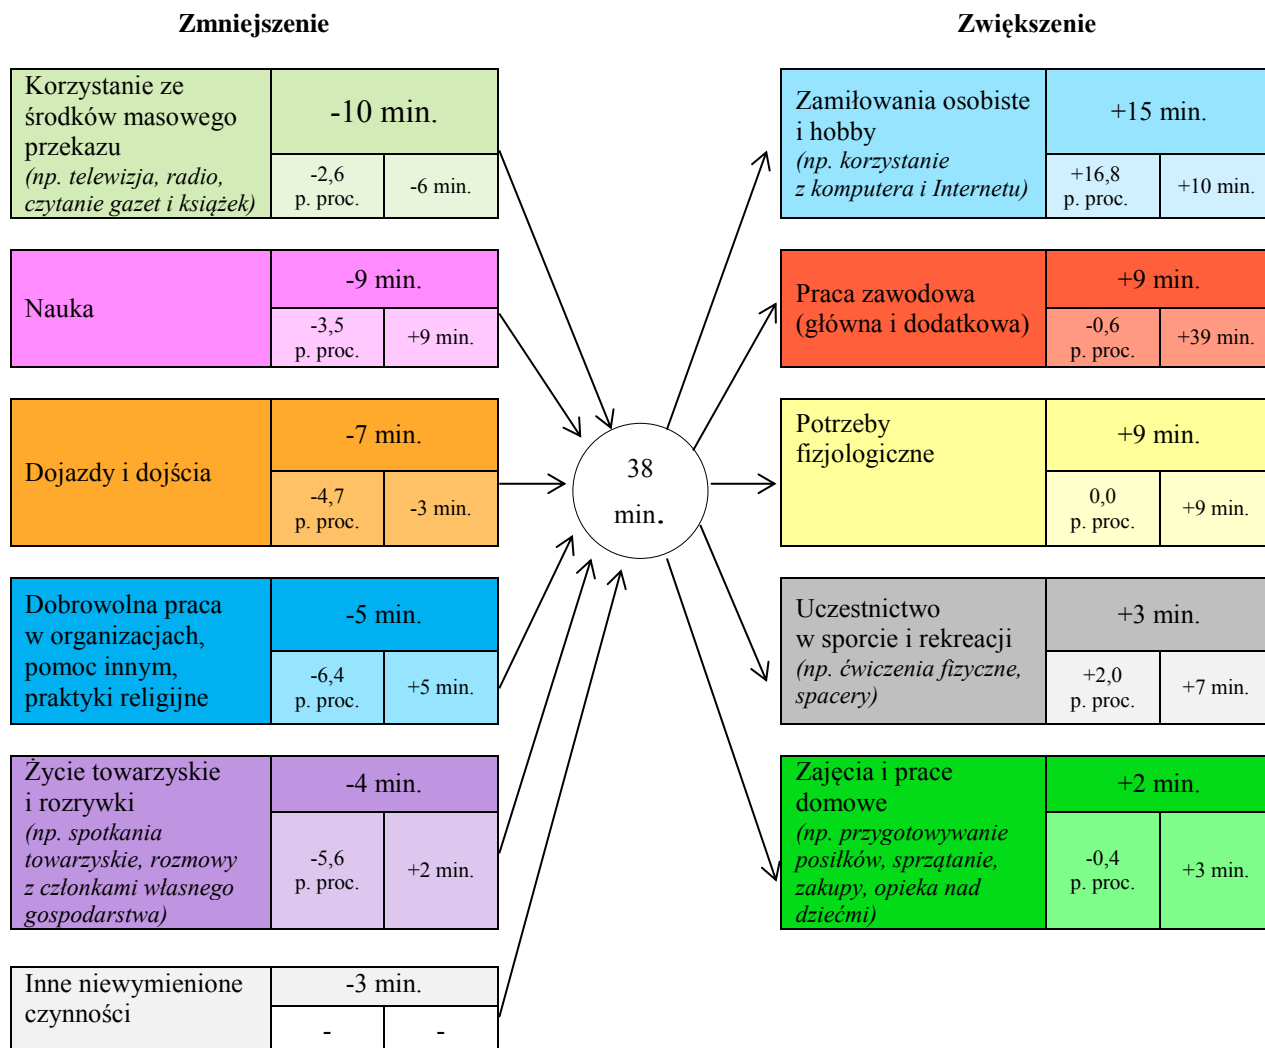 Zmniejszenie
Korzystanie ze
środków masowego
przekazu
(np. telewizja, radio,
czytanie gazet i książek)
-10 min.
-2,6
p. proc.
-6 min.
Nauka
-9 min.
-3,5
p. proc.
+9 min.
Dojazdy i dojścia
-7 min.
-4,7
p. proc.
-3 min.
Dobrowolna praca
w organizacjach,
pomoc innym,
praktyki religijne
-5 min.
-6,4
p. proc.
+5 min.
Życie towarzyskie
i rozrywki
(np. spotkania
towarzyskie, rozmowy
z członkami własnego
gospodarstwa)
-4 min.
-5,6
p. proc.
+2 min.
Inne niewymienione
czynności
-3 min.
-
-
38
min.
Zwiększenie
Zamiłowania osobiste
i hobby
(np. korzystanie
z komputera i Internetu)
+15 min.
+16,8
p. proc.
+10 min.
Praca zawodowa
(główna i dodatkowa)
+9 min.
-0,6
p. proc.
+39 min.
Potrzeby
fizjologiczne
+9 min.
0,0
p. proc.
+9 min.
Uczestnictwo
w sporcie i rekreacji
(np. ćwiczenia fizyczne,
spacery)
+3 min.
+2,0
p. proc.
+7 min.
Zajęcia i prace
domowe
(np. przygotowywanie
posiłków, sprzątanie,
zakupy, opieka nad
dziećmi)
+2 min.
-0,4
p. proc.
+3 min.